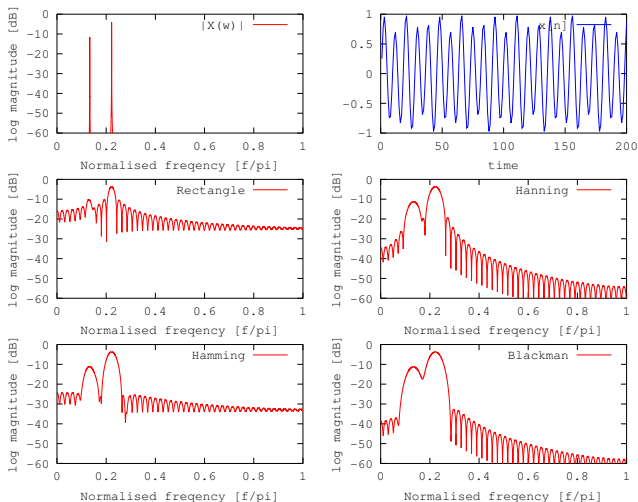 |X(w)|
log magnitude [dB]
0
-10
-20
-30
-40
-50
-60
0 0.2 0.4 0.6 0.8 1
Normalised freqency [f/pi]
x[n]
1
0.5
0
-0.5
-1
0 50 100 150 200
time
Rectangle
log magnitude [dB]
0
-10
-20
-30
-40
-50
-60
0 0.2 0.4 0.6 0.8 1
Normalised freqency [f/pi]
Hanning
log magnitude [dB]
0
-10
-20
-30
-40
-50
-60
0 0.2 0.4 0.6 0.8 1
Normalised freqency [f/pi]
Hamming
log magnitude [dB]
0
-10
-20
-30
-40
-50
-60
0 0.2 0.4 0.6 0.8 1
Normalised freqency [f/pi]
Blackman
log magnitude [dB]
0
-10
-20
-30
-40
-50
-60
0 0.2 0.4 0.6 0.8 1
Normalised freqency [f/pi]